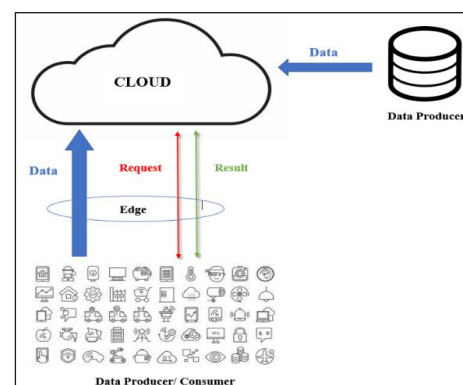 Data
CLOUD
Data Producer
Data
Request
Result
Edge
Data Producer/ Consumer